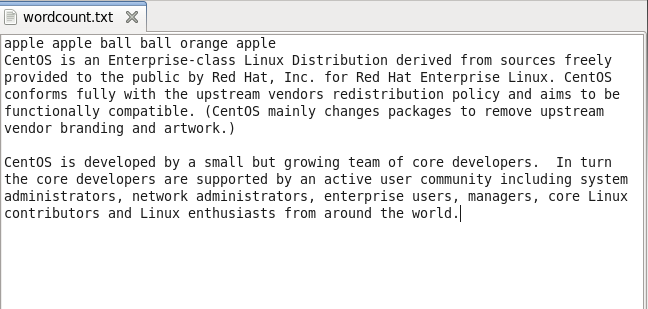 wordcount.txt
apple apple ball ball orange apple
CentOS is an Enterprise-class Linux Distribution derived from sources freely
provided to the public by Red Hat, Inc. for Red Hat Enterprise Linux. CentOS
conforms fully with the upstream vendors redistribution policy and aims to be
functionally compatible. (CentOS mainly changes packages to remove upstream
vendor branding and artwork.)

CentOS is developed by a small but growing team of core developers.  In turn
the core developers are supported by an active user community including system
administrators, network administrators, enterprise users, managers, core Linux
contributors and Linux enthusiasts from around the world.